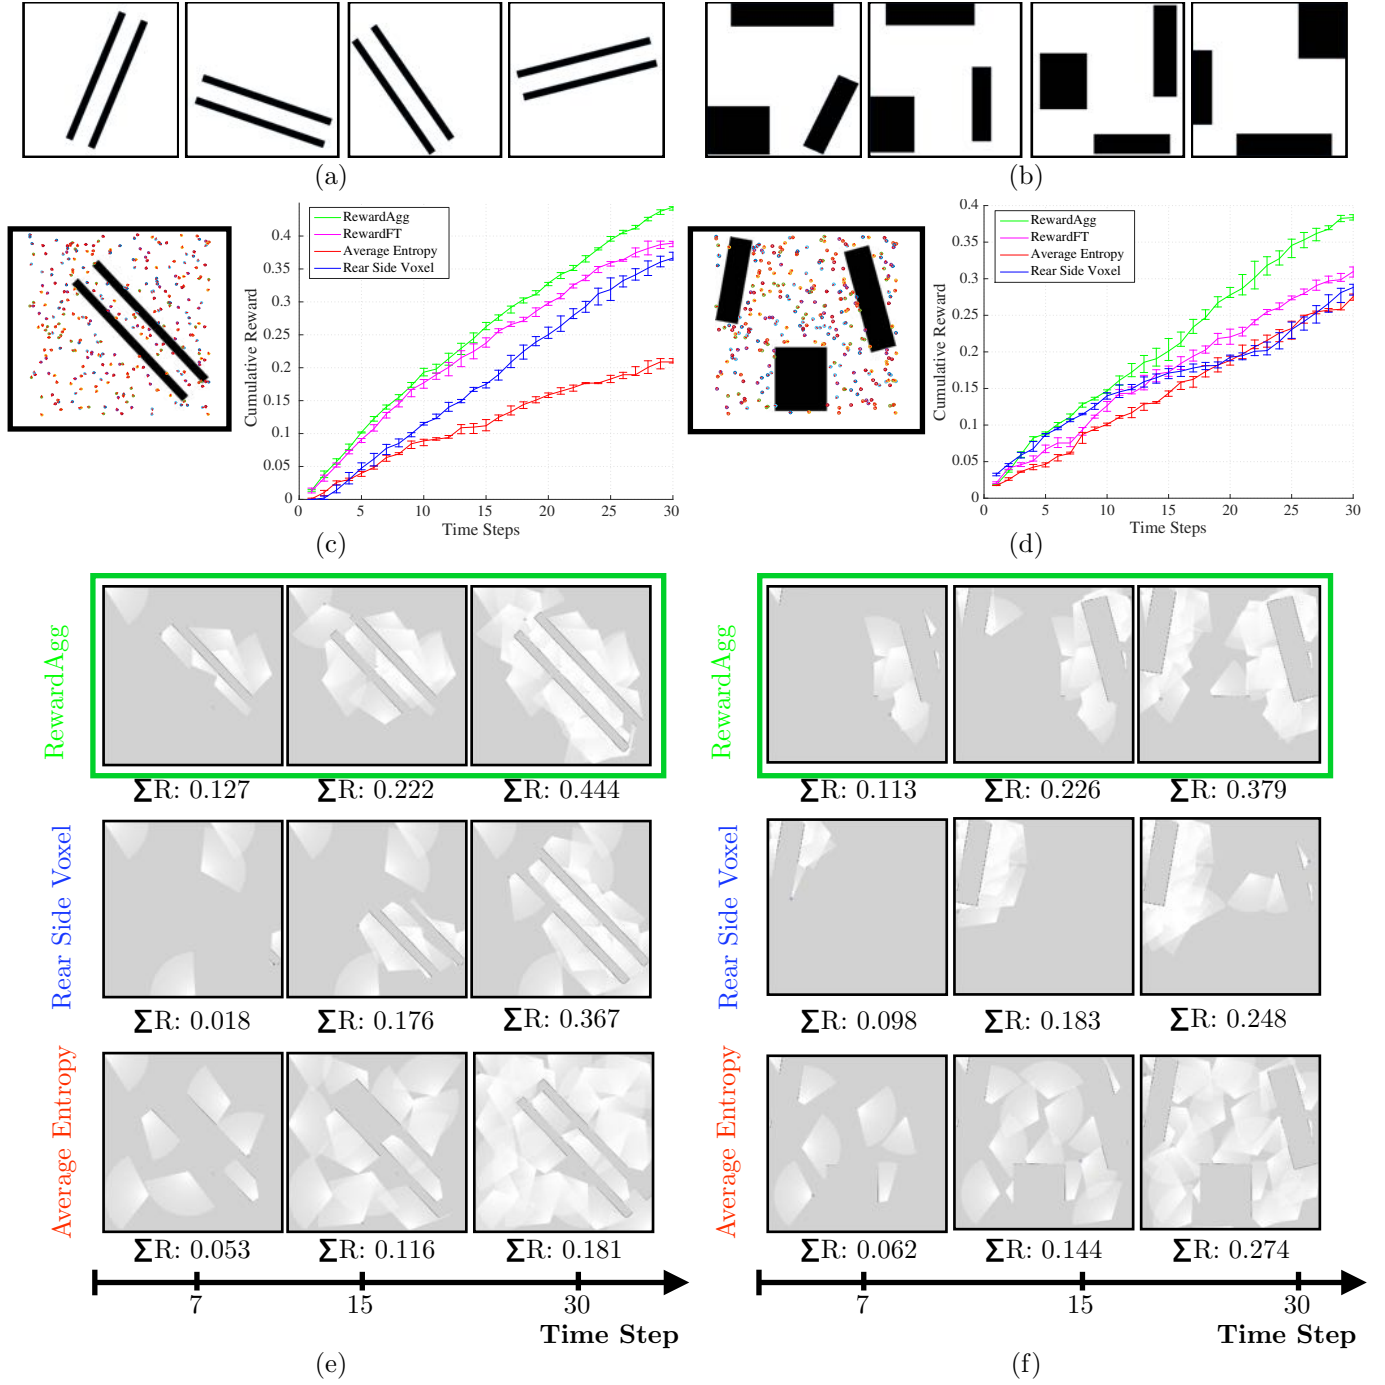 (a)
(b)
RewardAgg
RewardFT
Average Entropy
Rear Side Voxel
Cumulative Reward
0.4
0.35
0.3
0.25
0.2
0.15
0.1
0.05
0
0
5
10
15
20
25
30
Time Steps
(c)
RewardAgg
RewardFT
Average Entropy
Rear Side Voxel
Cumulative Reward
0.4
0.35
0.3
0.25
0.2
0.15
0.1
0.05
0
0
5
10
15
20
25
30
Time Steps
(d)
RewardAgg
ΣR: 0.127
ΣR: 0.222
ΣR: 0.444
Rear Side Voxel
ΣR: 0.018
ΣR: 0.176
ΣR: 0.367
Average Entropy
ΣR: 0.053
ΣR: 0.116
ΣR: 0.181
7
15
30
Time Step
(e)
RewardAgg
ΣR: 0.113
ΣR: 0.226
ΣR: 0.379
Rear Side Voxel
ΣR: 0.098
ΣR: 0.183
ΣR: 0.248
Average Entropy
ΣR: 0.062
ΣR: 0.144
ΣR: 0.274
7
15
30
Time Step
(f)